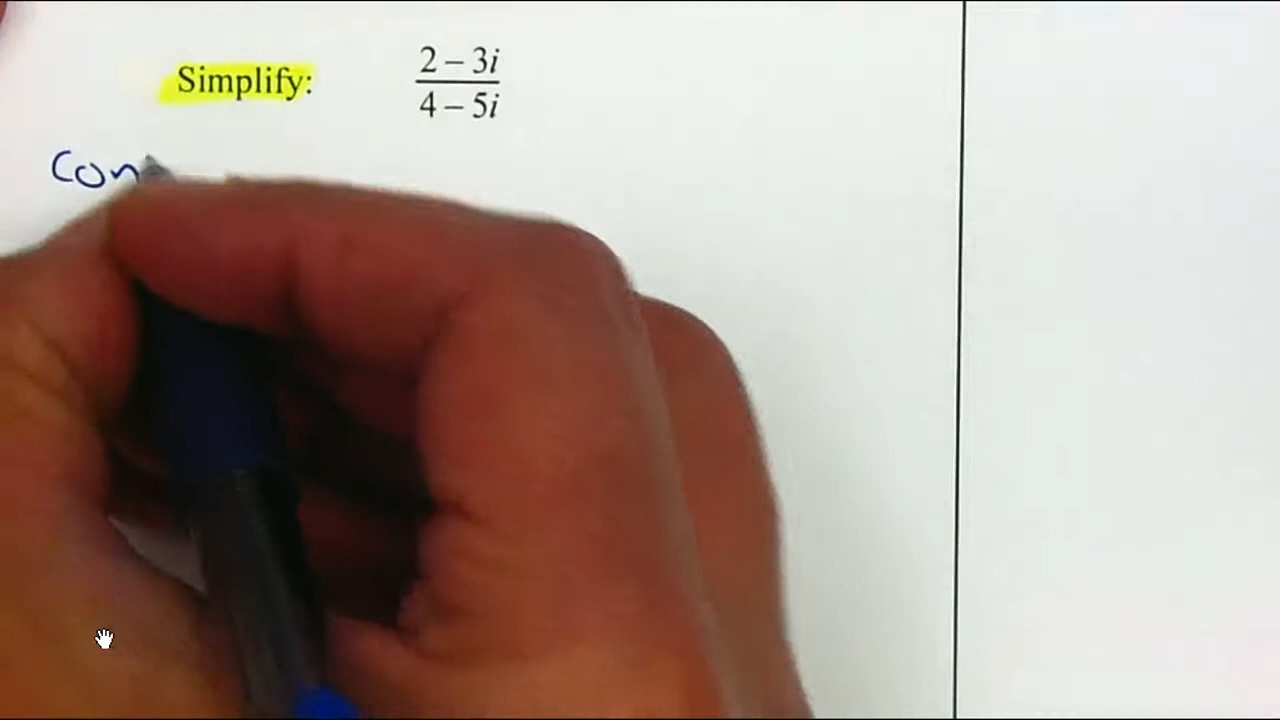 Simplify:
2 – 3i
4 – 5i
Con